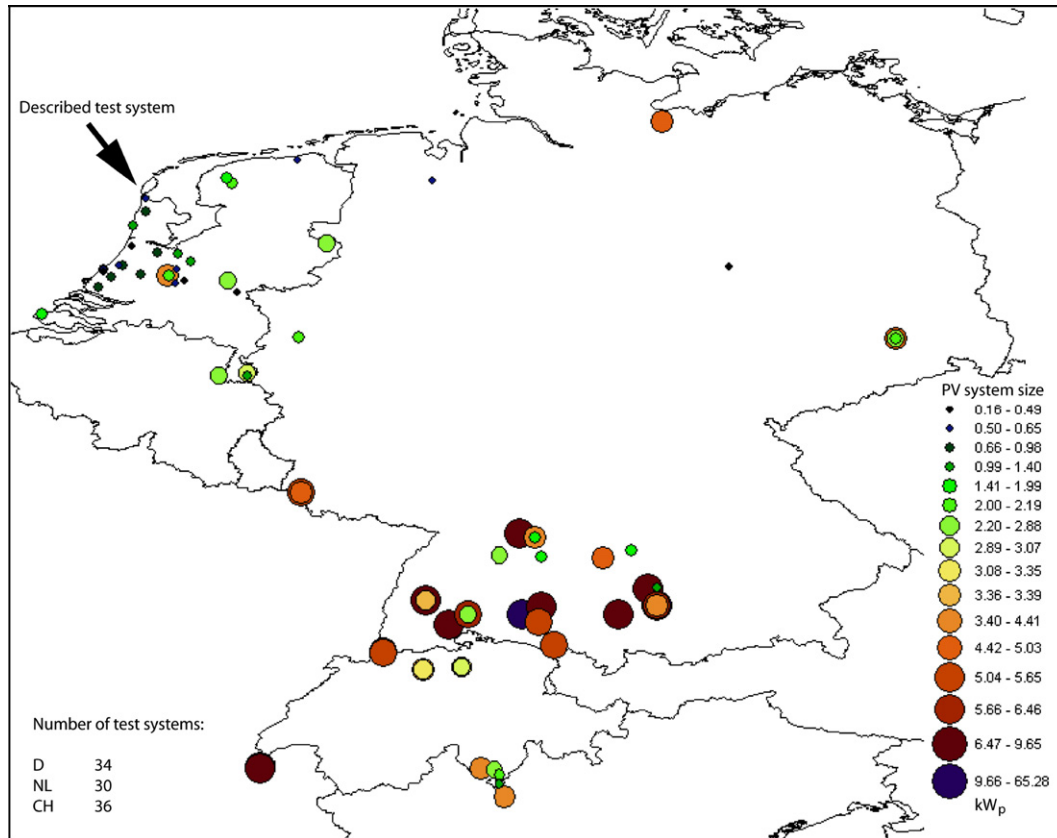 Described test system
PV system size
0.16 - 0.49
0.50 - 0.65
0.66 - 0.98
0.99 - 1.40
1.41 - 1.99
2.00 - 2.19
2.20 - 2.88
2.89 - 3.07
3.08 - 3.35
3.36 - 3.39
3.40 - 4.41
4.42 - 5.03
5.04 - 5.65
5.66 - 6.46
6.47 - 9.65
9.66 - 65.28
kWp
Number of test systems:
D 34
NL 30
CH 36